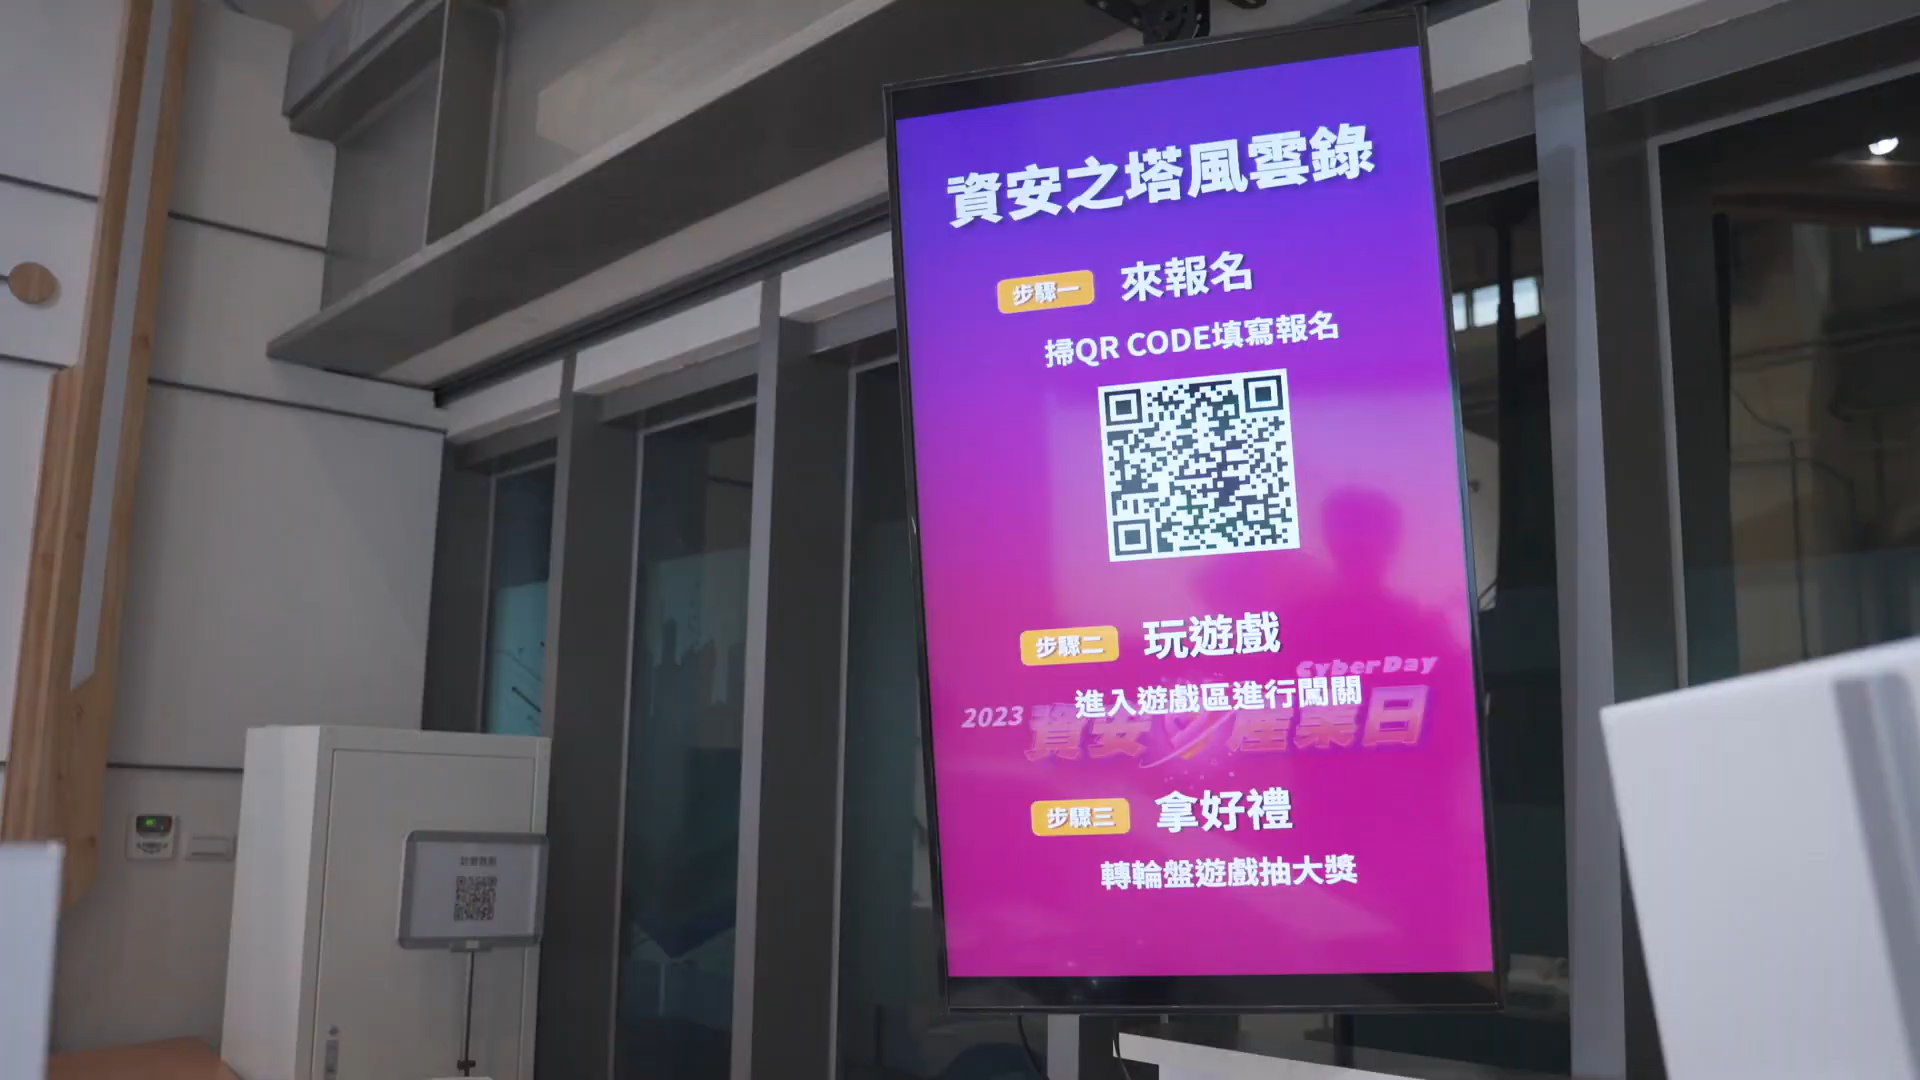 資安之塔風雲錄
步驟一 來報名
掃QR CODE填寫報名
步驟二 玩遊戲
CyberDay
進入遊戲區進行闖關
2023 資安產業日
步驟三 拿好禮
轉輪盤遊戲抽大獎